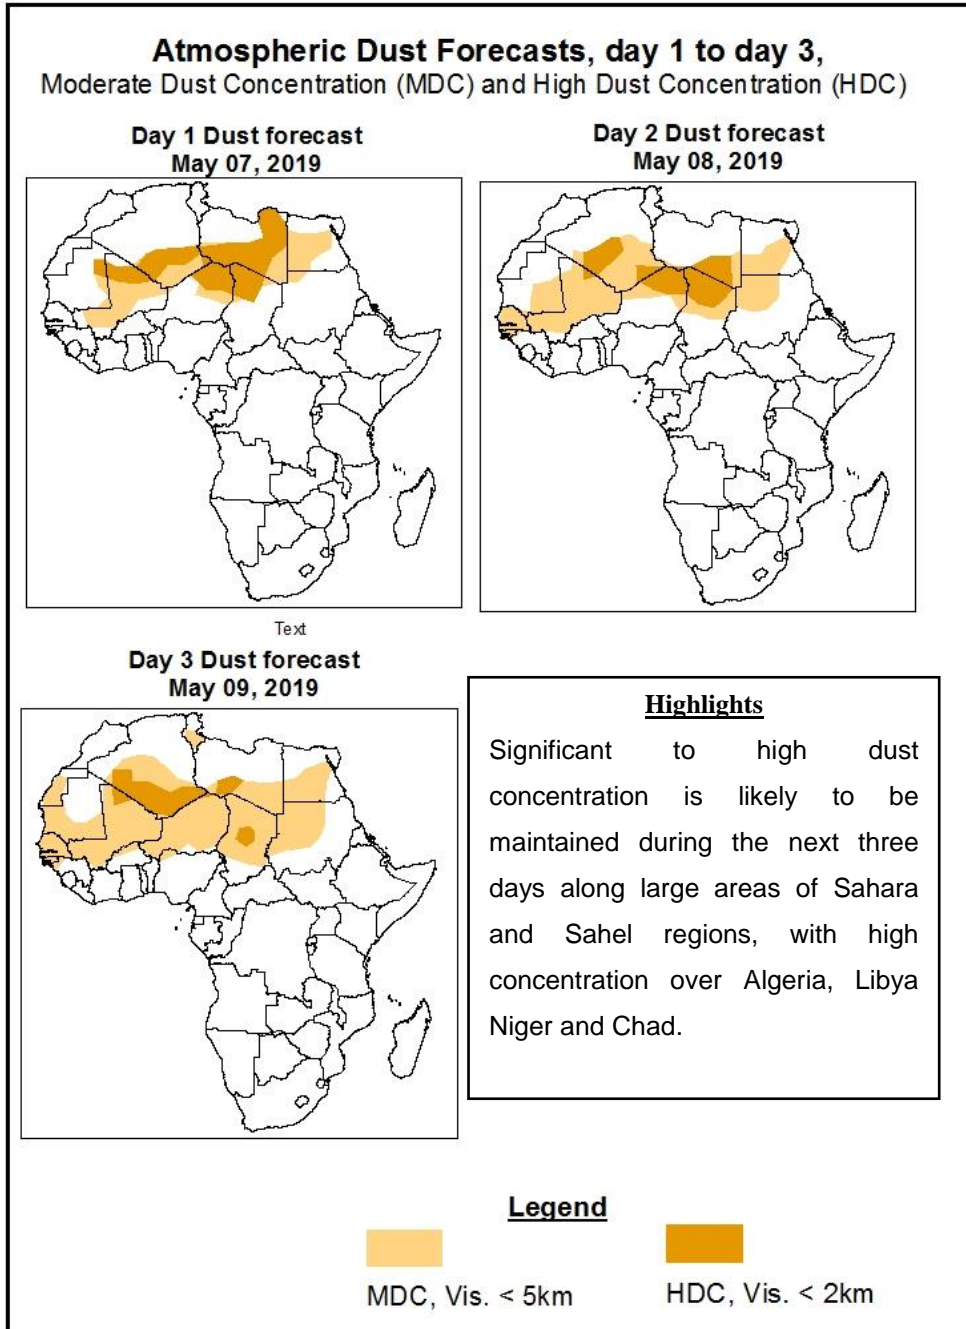 Atmospheric Dust Forecasts, day 1 to day 3,
Moderate Dust Concentration (MDC) and High Dust Concentration (HDC)
Day 1 Dust forecast
May 07, 2019
Day 2 Dust forecast
May 08, 2019
Text
Day 3 Dust forecast
May 09, 2019
Highlights
Significant to high dust
concentration is likely to be
maintained during the next three
days along large areas of Sahara
and Sahel regions, with high
concentration over Algeria, Libya
Niger and Chad.
Legend
MDC, Vis. < 5km
HDC, Vis. < 2km